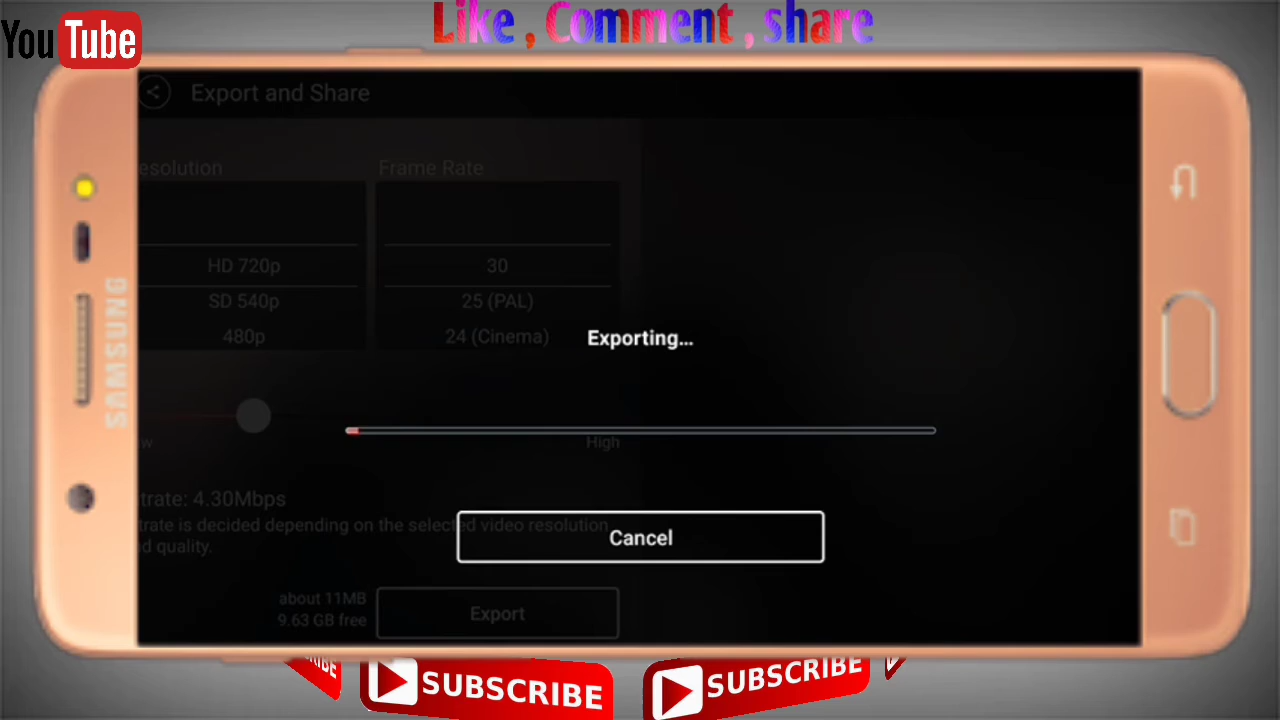 YouTube
Like , Comment , share
Export and Share
esolution
Frame Rate
HD 720p
30
SD 540p
25 (PAL)
480p
24 (Cinema)
Exporting...
w
High
trate: 4.30Mbps
trate is decided depending on the selected video resolution
d quality.
Cancel
about 11MB
9.63 GB free
Export
SAMSUNG
SUBSCRIBE
SUBSCRIBE